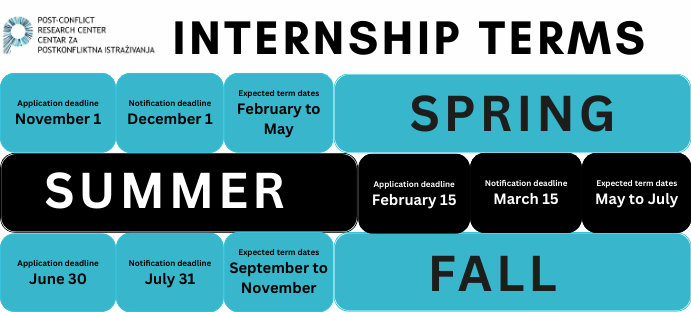 POST-CONFLICT
RESEARCH CENTER
CENTAR ZA
POSTKONFLIKTNA ISTRAŽIVANJA
INTERNSHIP TERMS
Application deadline
November 1
Notification deadline
December 1
Expected term dates
February to
May
SPRING
SUMMER
Application deadline
February 15
Notification deadline
March 15
Expected term dates
May to July
Application deadline
June 30
Notification deadline
July 31
Expected term dates
September to
November
FALL